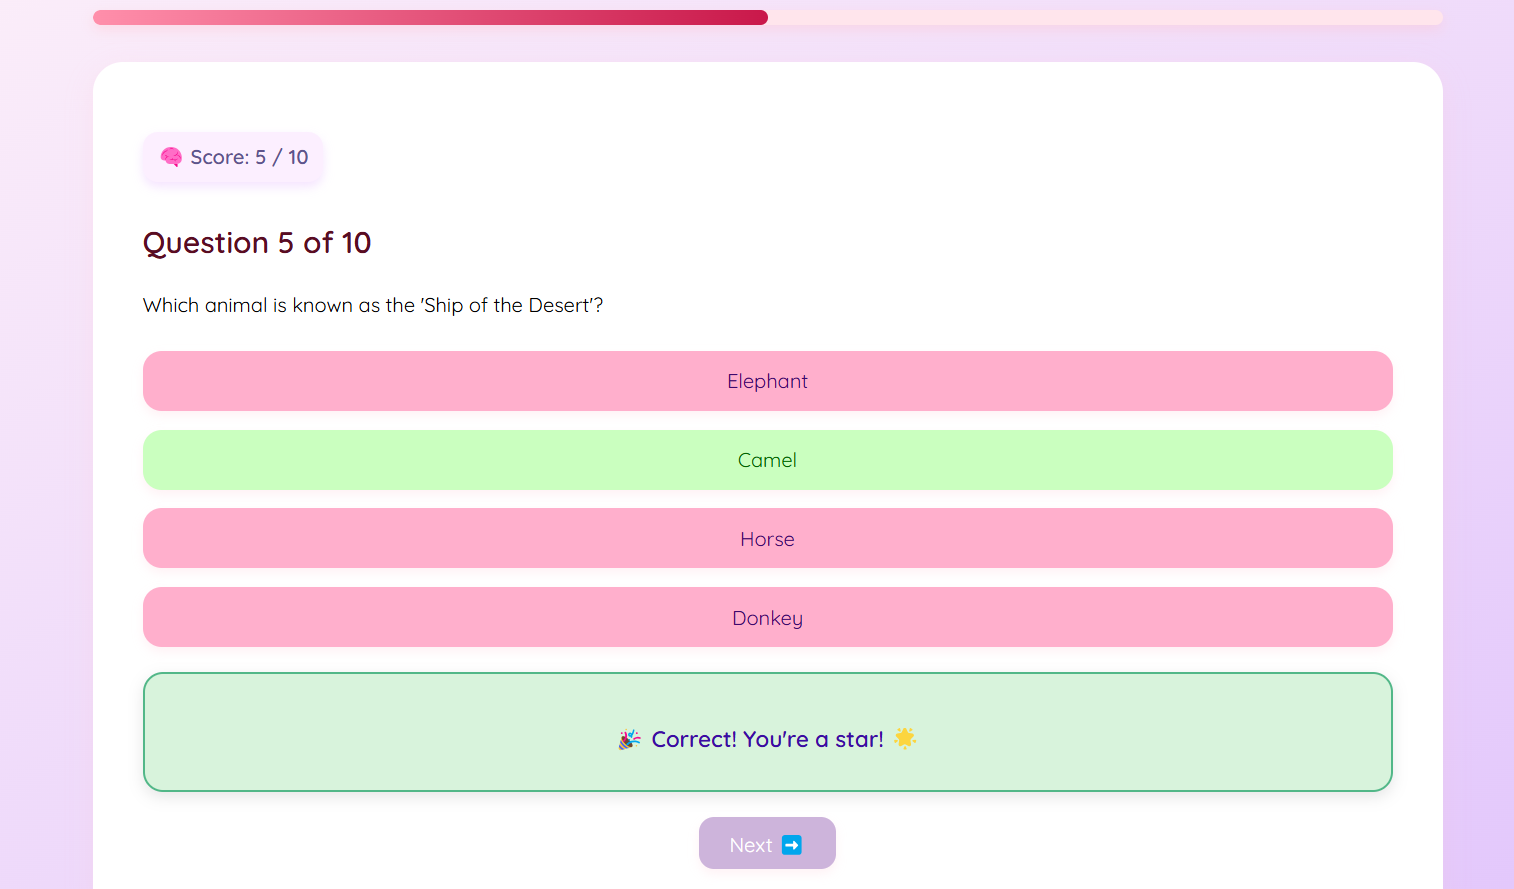 🧠 Score: 5 / 10
Question 5 of 10
Which animal is known as the 'Ship of the Desert'?
Elephant
Camel
Horse
Donkey
🎉 Correct! You're a star! 🌟
Next ➡️